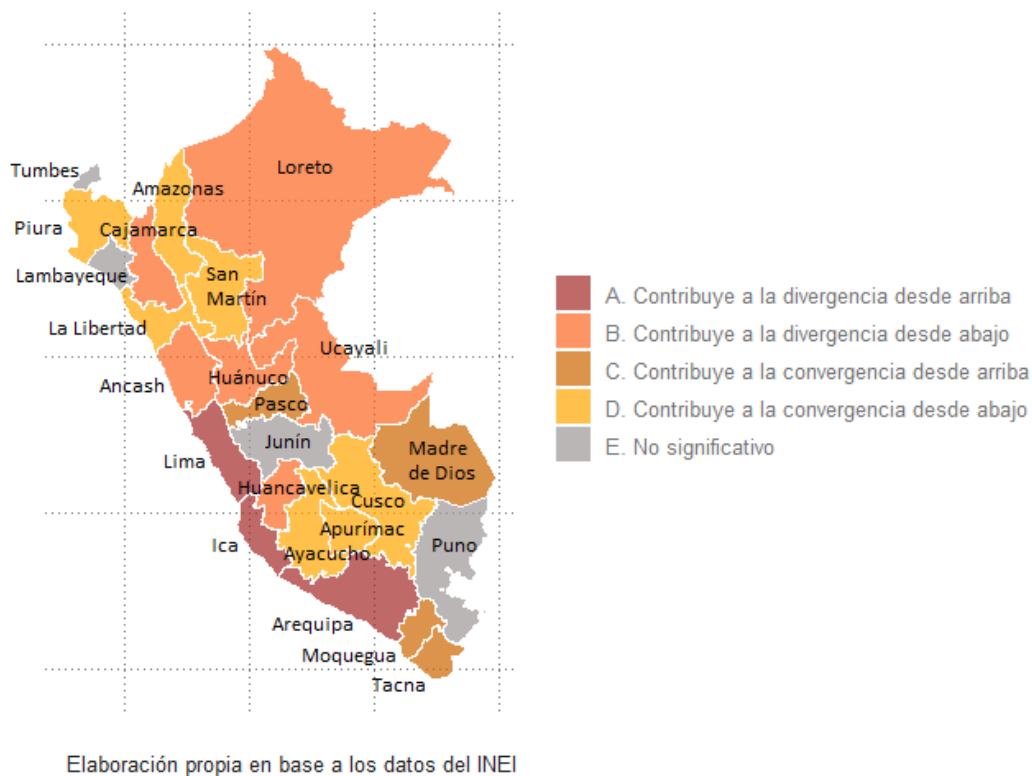 Loreto
Tumbes
Amazonas
Piura
Cajamarca
Lambayeque
San
Martín
La Libertad
Ucayali
Ancash
Huánuco
Pasco
Lima
Junín
Madre
de Dios
Huancavelica
Cusco
Ica
Apurímac
Ayacucho
Puno
Arequipa
Moquegua
Tacna
A. Contribuye a la divergencia desde arriba
B. Contribuye a la divergencia desde abajo
C. Contribuye a la convergencia desde arriba
D. Contribuye a la convergencia desde abajo
E. No significativo
Elaboración propia en base a los datos del INEI